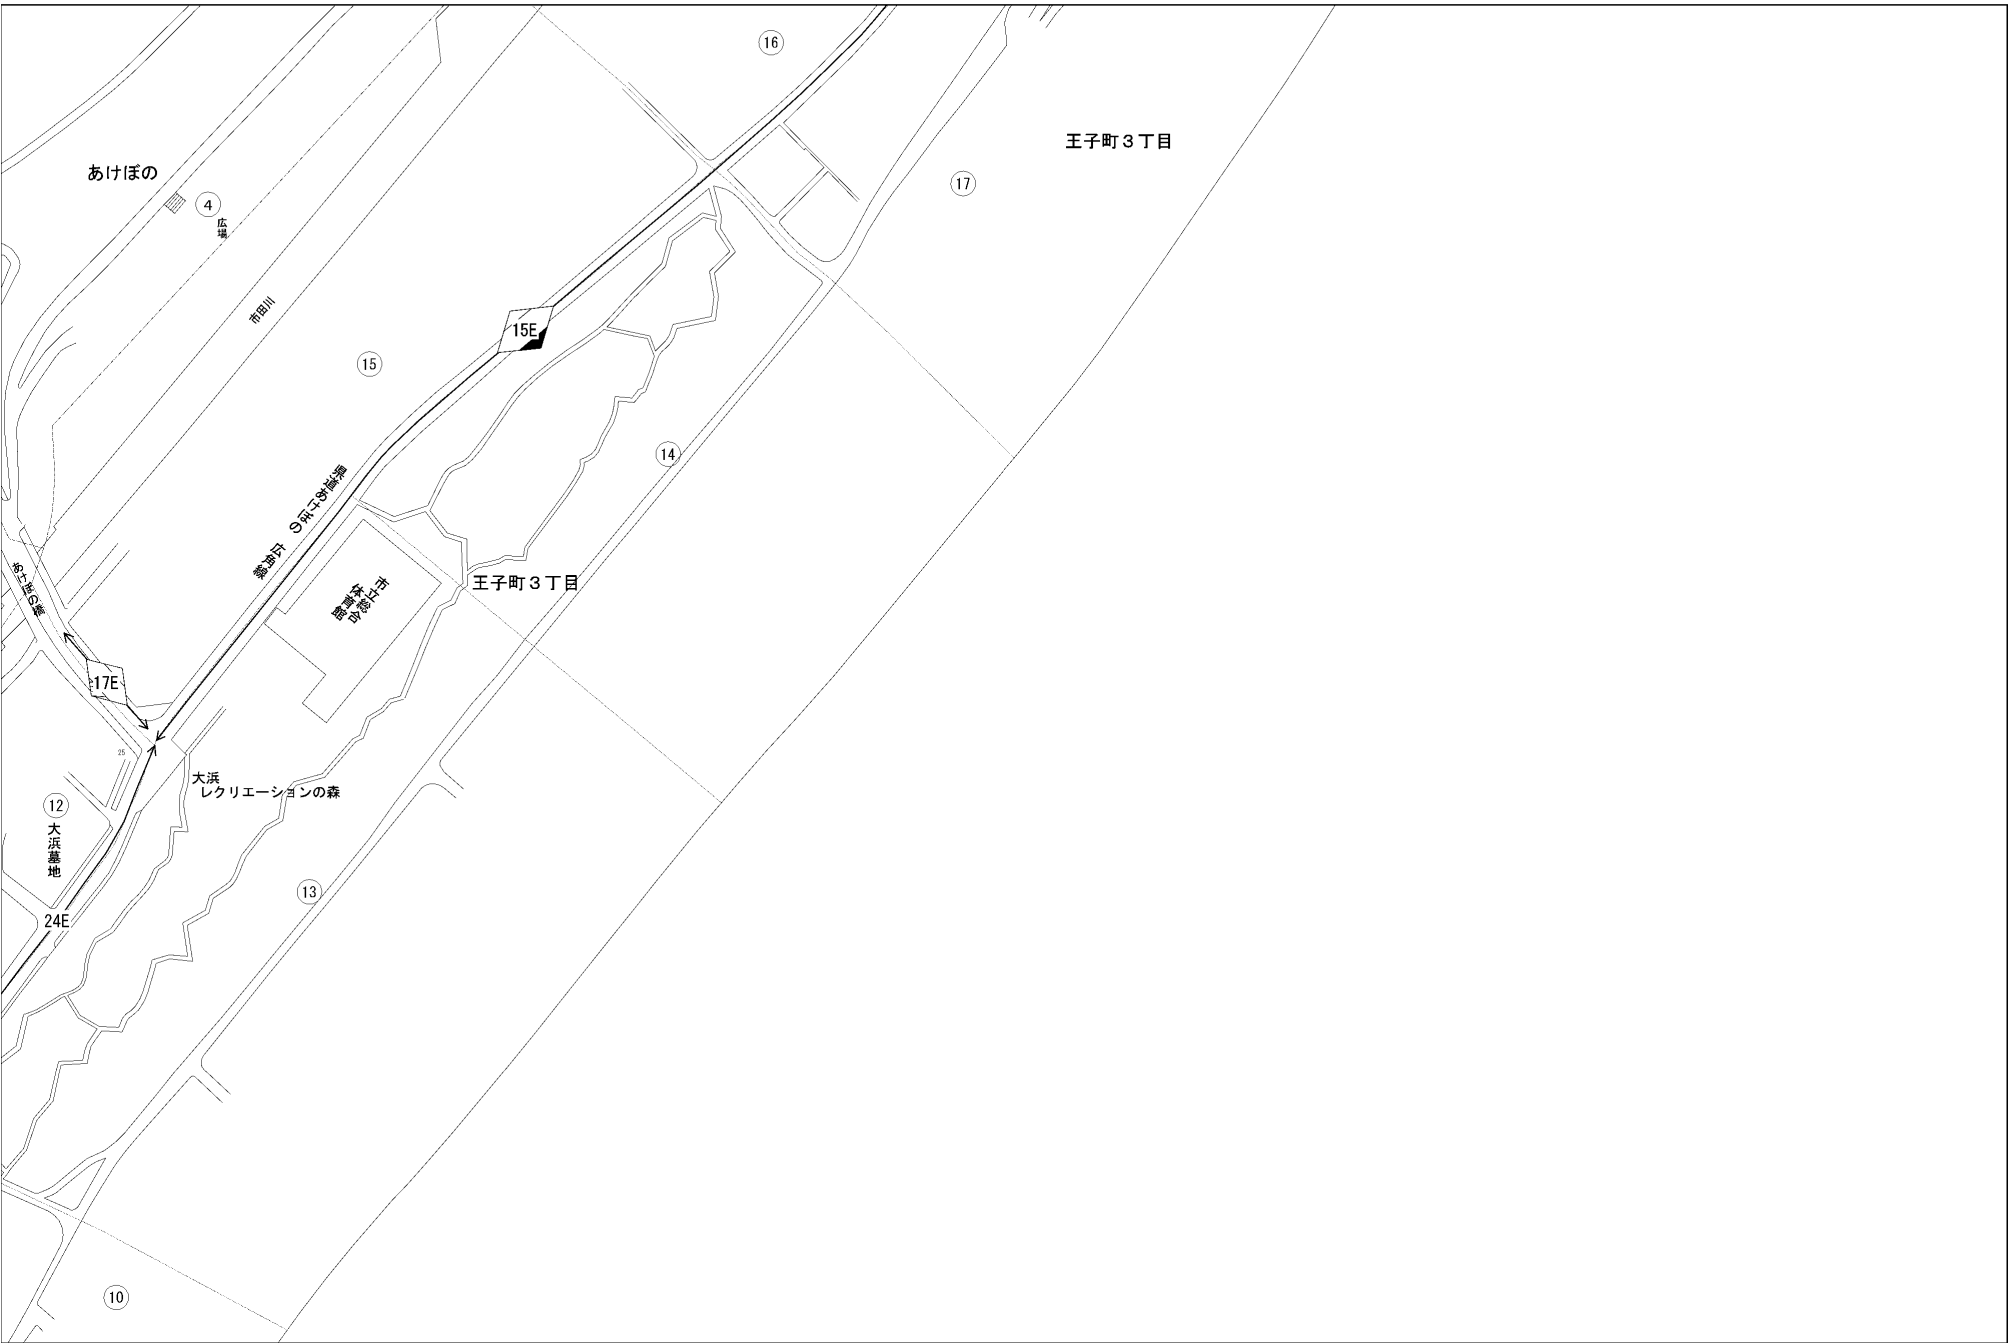 ⑯
王子町３丁目
あけぼの
⑰
④
広場
市田川
15E
⑮
⑭
県道あけぼの 広角線
王子町３丁目
市立総合
体育館
あけぼの橋
17E
25
大浜
レクリエーションの森
⑫
大浜墓地
⑬
24E
⑩